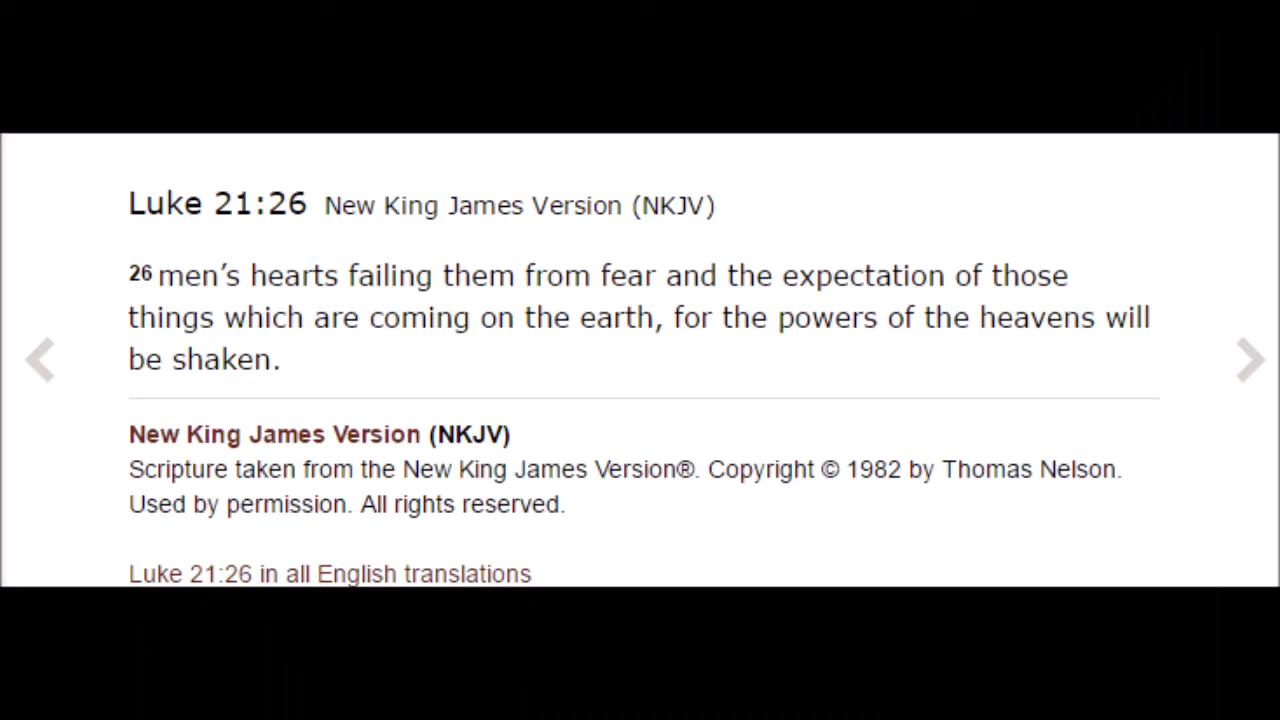 Luke 21:26 New King James Version (NKJV)
26 men’s hearts failing them from fear and the expectation of those
things which are coming on the earth, for the powers of the heavens will
be shaken.
New King James Version (NKJV)
Scripture taken from the New King James Version®. Copyright © 1982 by Thomas Nelson.
Used by permission. All rights reserved.
Luke 21:26 in all English translations